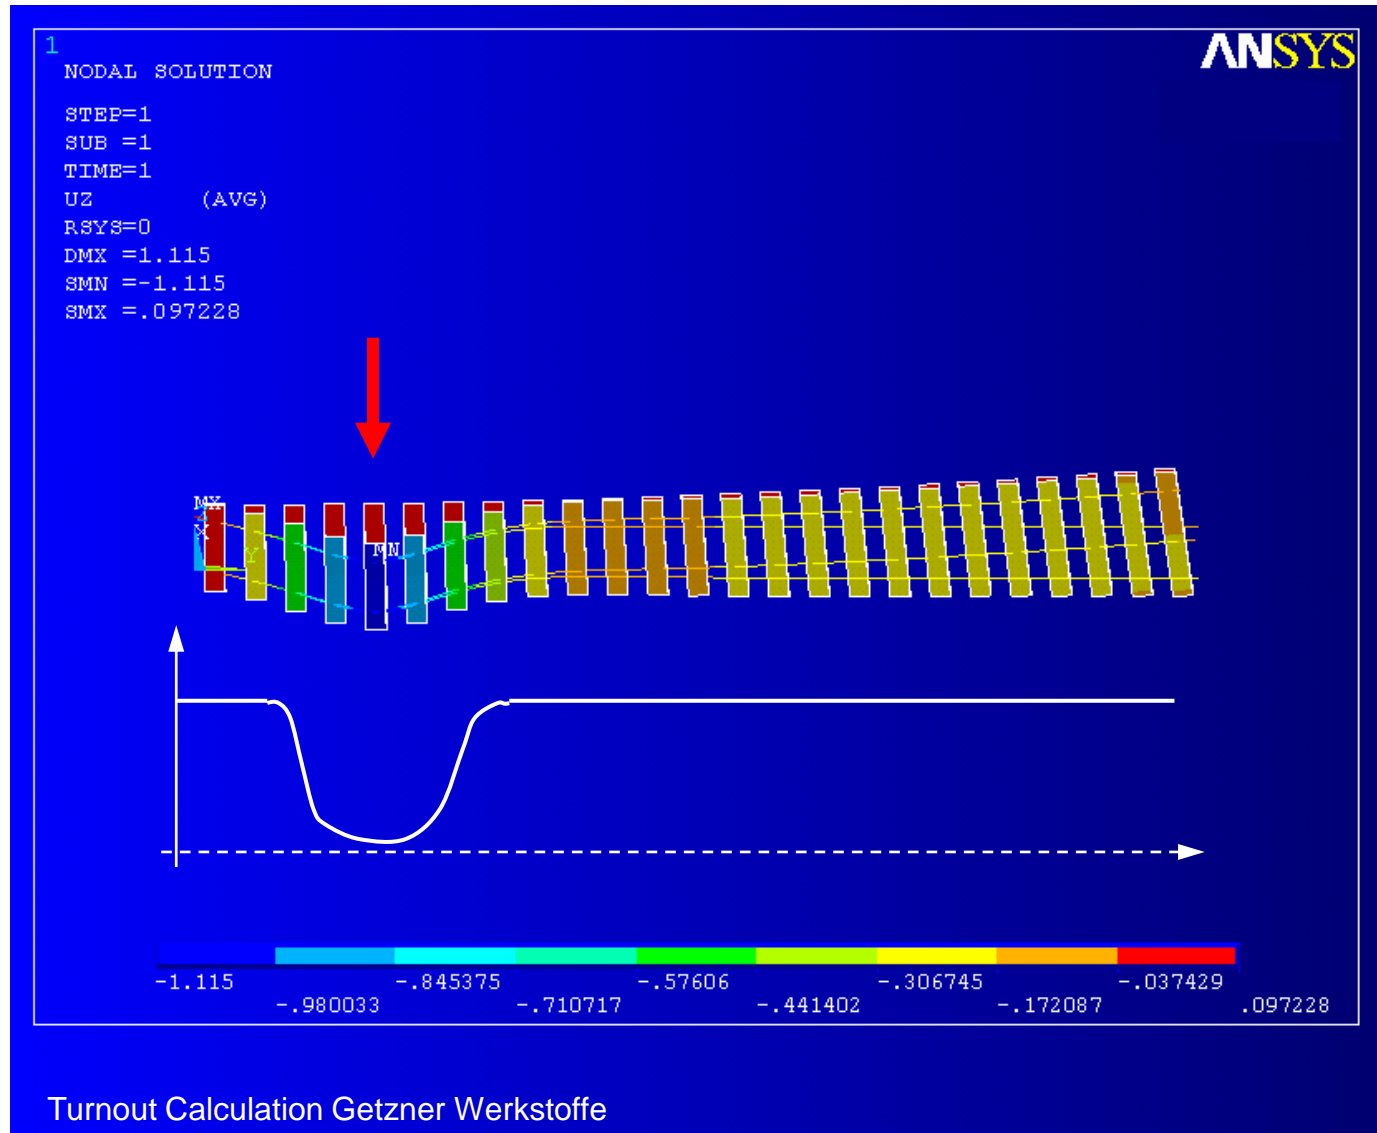 1
ANSYS
NODAL SOLUTION
STEP=1
SUB =1
TIME=1
UZ (AVG)
RSYS=0
DMX =1.115
SMN =-1.115
SMX =.097228
MX
Z
X
Y
MN
-1.115 -.845375 -.57606 -.306745 -.037429
-.980033 -.710717 -.441402 -.172087 .097228
Turnout Calculation Getzner Werkstoffe